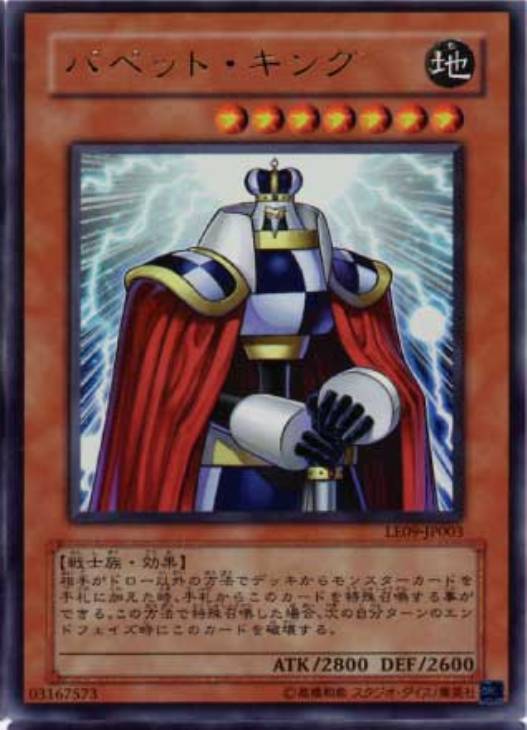 パペット・キング
地
LE09-JP003
【戦士族・効果】
相手がドロー以外の方法でデッキからモンスターカードを
手札に加えた時、手札からこのカードを特殊召喚する事が
できる。この方法で特殊召喚した場合、次の自分ターンのエン
ドフェイズ時にこのカードを破壊する。
ATK/2800 DEF/2600
03167573
©高橋和希 スタジオ・ダイス/集英社